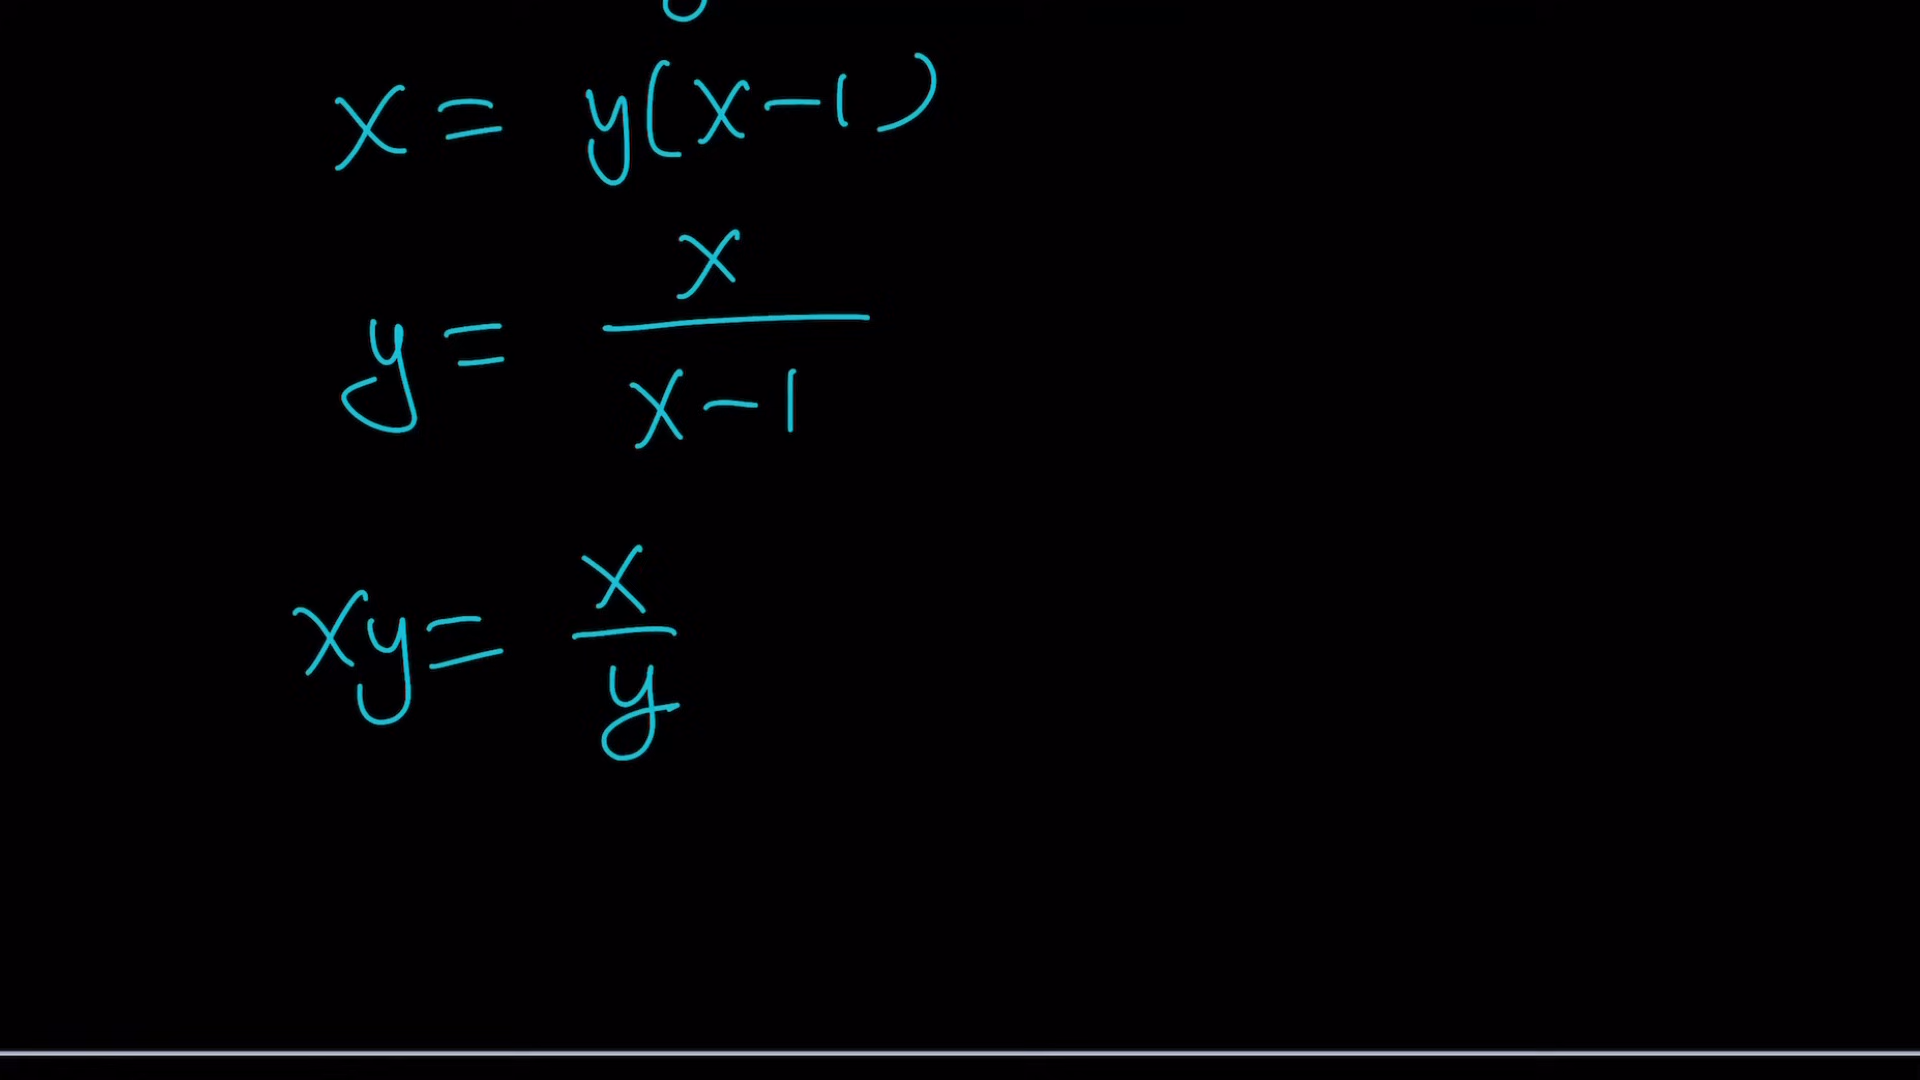 x = y(x-1)
y = x/(x-1)
xy = x/y